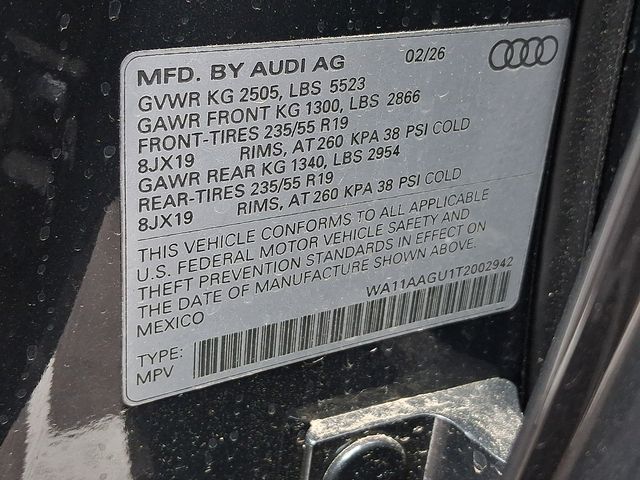 MFD. BY AUDI AG 02/26
GVWR KG 2505, LBS 5523
GAWR FRONT KG 1300, LBS 2866
FRONT-TIRES 235/55 R19
8JX19 RIMS, AT 260 KPA 38 PSI COLD
GAWR REAR KG 1340, LBS 2954
REAR-TIRES 235/55 R19
8JX19 RIMS, AT 260 KPA 38 PSI COLD
THIS VEHICLE CONFORMS TO ALL APPLICABLE
U.S. FEDERAL MOTOR VEHICLE SAFETY AND
THEFT PREVENTION STANDARDS IN EFFECT ON
THE DATE OF MANUFACTURE SHOWN ABOVE.
MEXICO WA11AAGU1T2002942
TYPE:
MPV